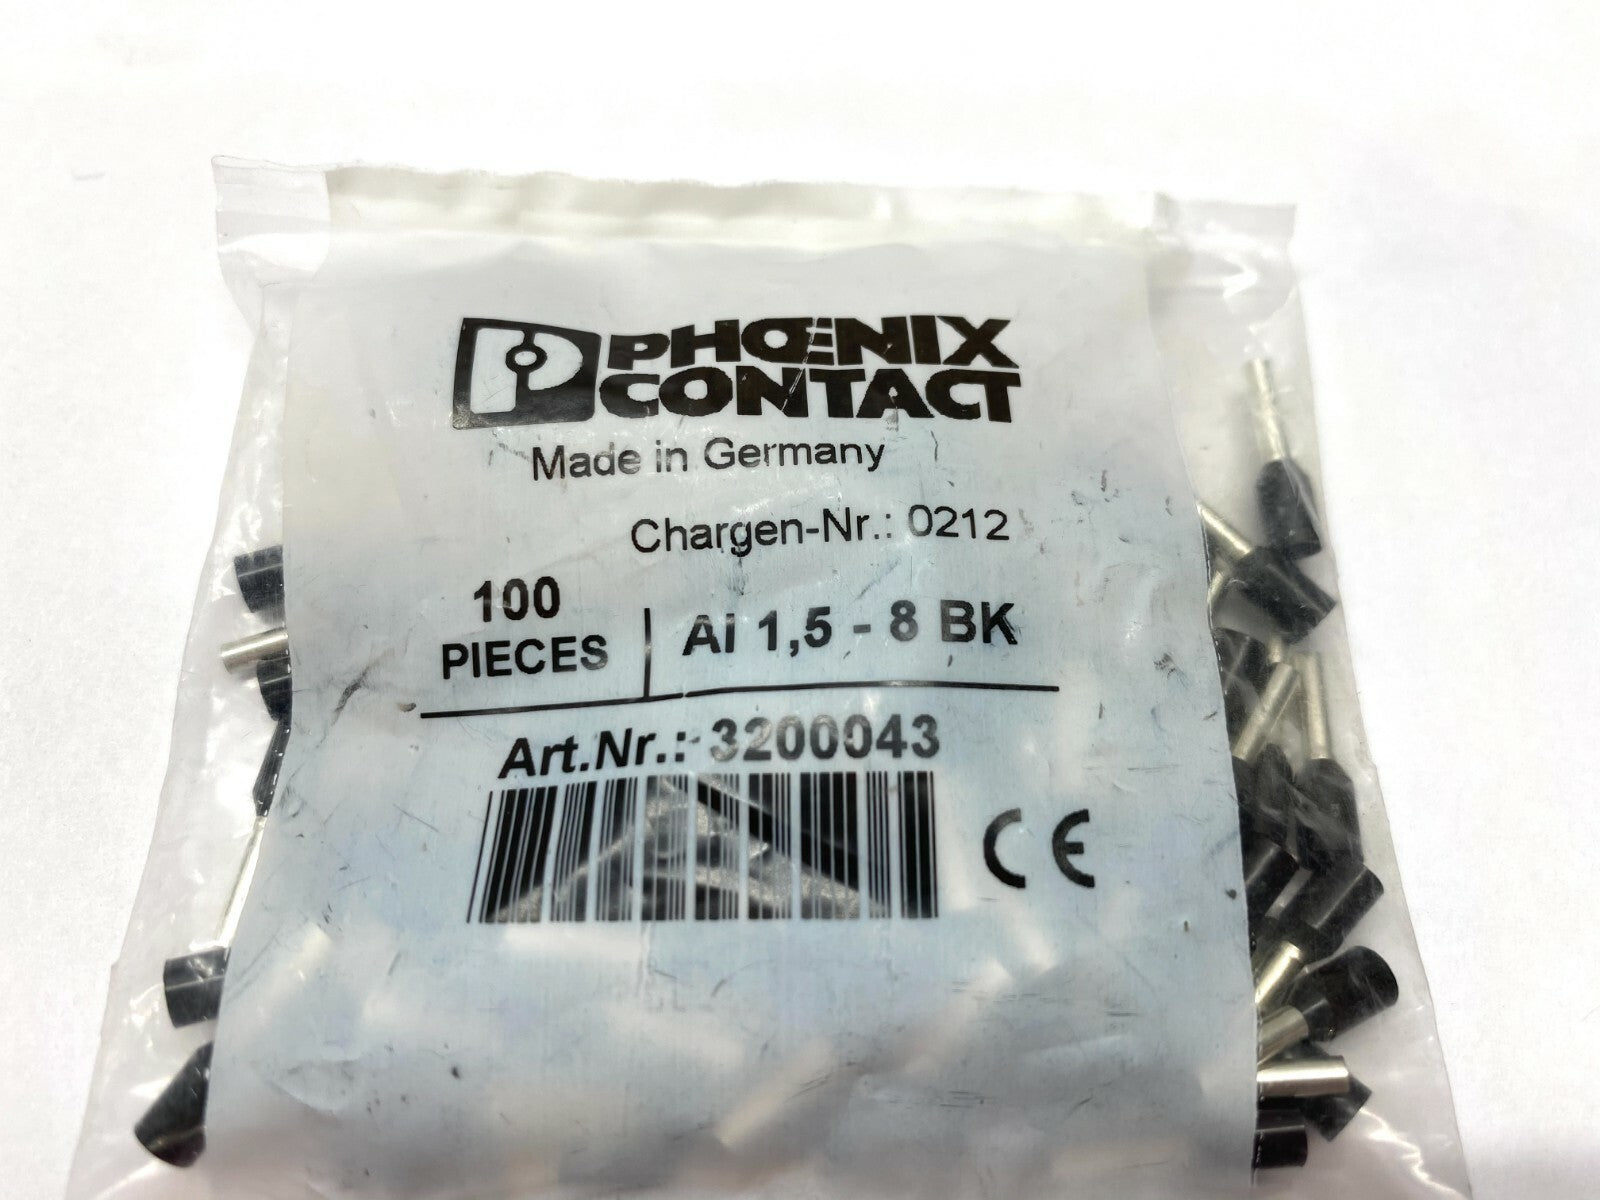 PHOENIX
CONTACT
Made in Germany
Chargen-Nr.: 0212
100
PIECES
AI 1,5 - 8 BK
Art.Nr.: 3200043
CE